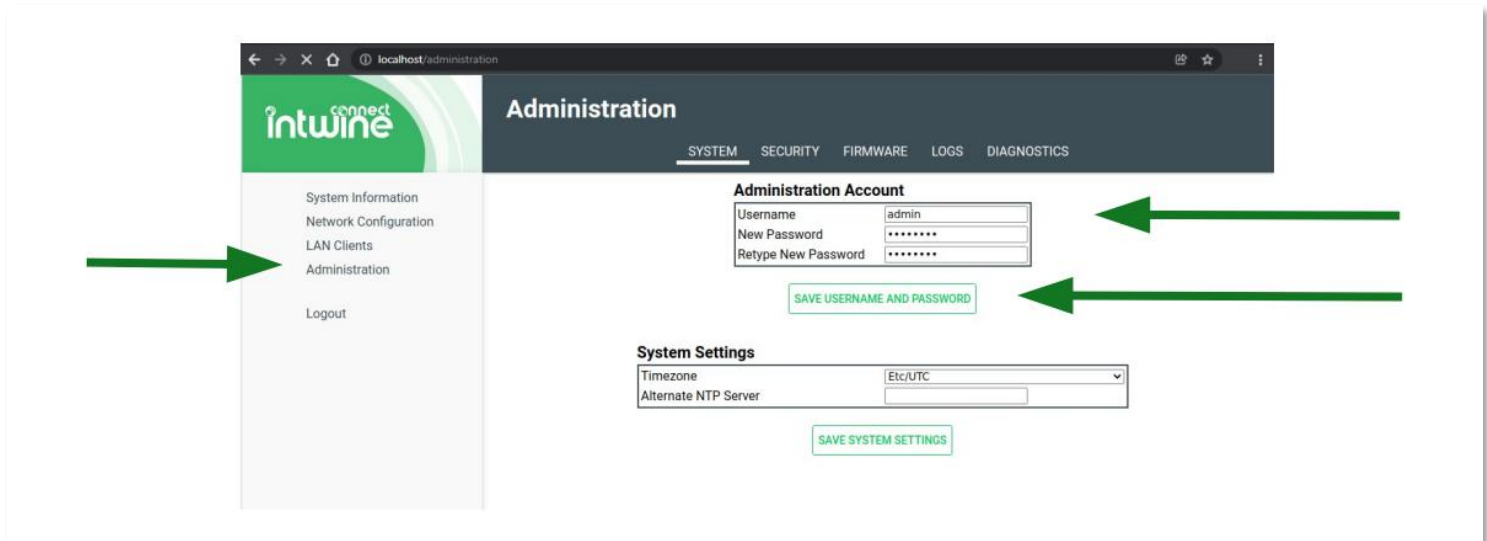 localhost/administration
intwine
connect
Administration
SYSTEM SECURITY FIRMWARE LOGS DIAGNOSTICS
System Information
Network Configuration
LAN Clients
Administration
Logout
Administration Account
Username admin
New Password ••••••••
Retype New Password ••••••••
SAVE USERNAME AND PASSWORD
System Settings
Timezone Etc/UTC
Alternate NTP Server
SAVE SYSTEM SETTINGS